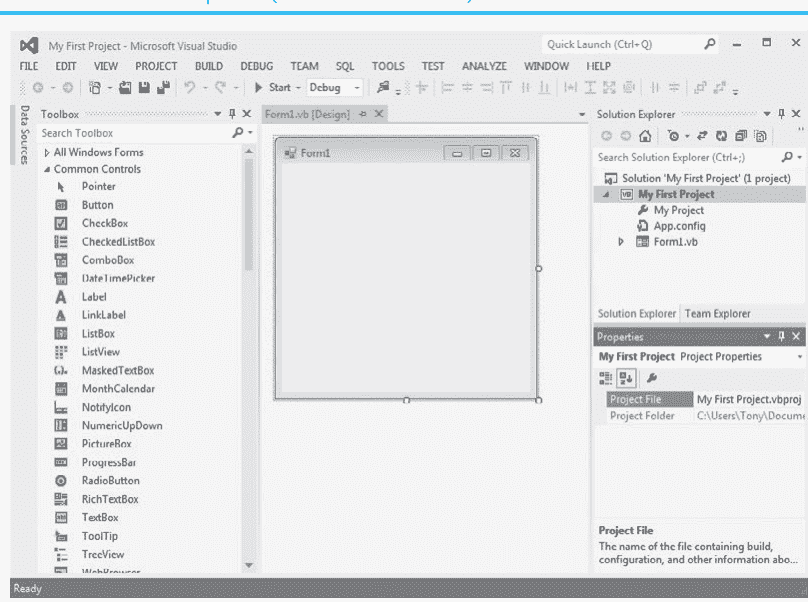 My First Project - Microsoft Visual Studio
Quick Launch (Ctrl+Q)
FILE EDIT VIEW PROJECT BUILD DEBUG TEAM SQL TOOLS TEST ANALYZE WINDOW HELP
Start Debug
Data Sources
Toolbox
Search Toolbox
All Windows Forms
Common Controls
Pointer
Button
CheckBox
CheckedListBox
ComboBox
DateTimePicker
Label
LinkLabel
ListBox
ListView
MaskedTextBox
MonthCalendar
NotifyIcon
NumericUpDown
PictureBox
ProgressBar
RadioButton
RichTextBox
TextBox
ToolTip
TreeView
WebBrowser
Form1.vb [Design]
Form1
Solution Explorer
Search Solution Explorer (Ctrl+;)
Solution 'My First Project' (1 project)
My First Project
My Project
App.config
Form1.vb
Solution Explorer Team Explorer
Properties
My First Project Project Properties
Project File My First Project.vbproj
Project Folder C:\Users\Tony\Docume
Project File
The name of the file containing build,
configuration, and other information abo...
Ready